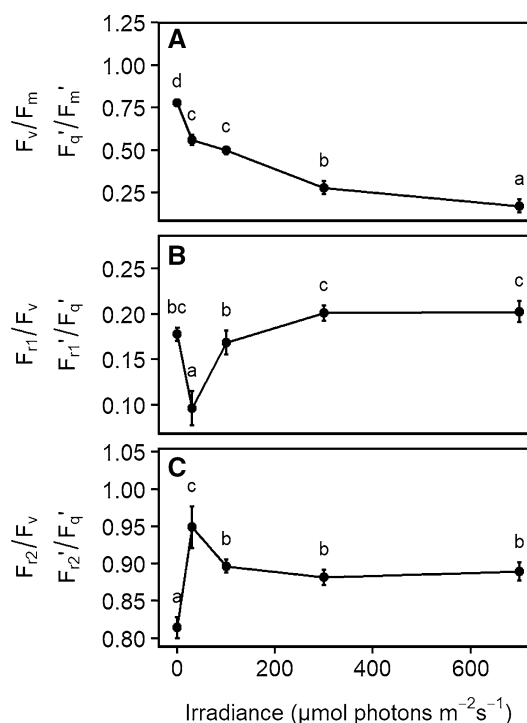 A
1.25
1.00
0.75
0.50
0.25
Fv/Fm
Fq'/Fm'
d
c
c
b
a
B
0.25
0.20
0.15
0.10
Fr1/Fv
Fr1'/Fq'
bc
a
b
c
c
C
1.05
1.00
0.95
0.90
0.85
0.80
Fr2/Fv
Fr2'/Fq'
a
c
b
b
b
0 200 400 600
Irradiance (μmol photons m⁻²s⁻¹)